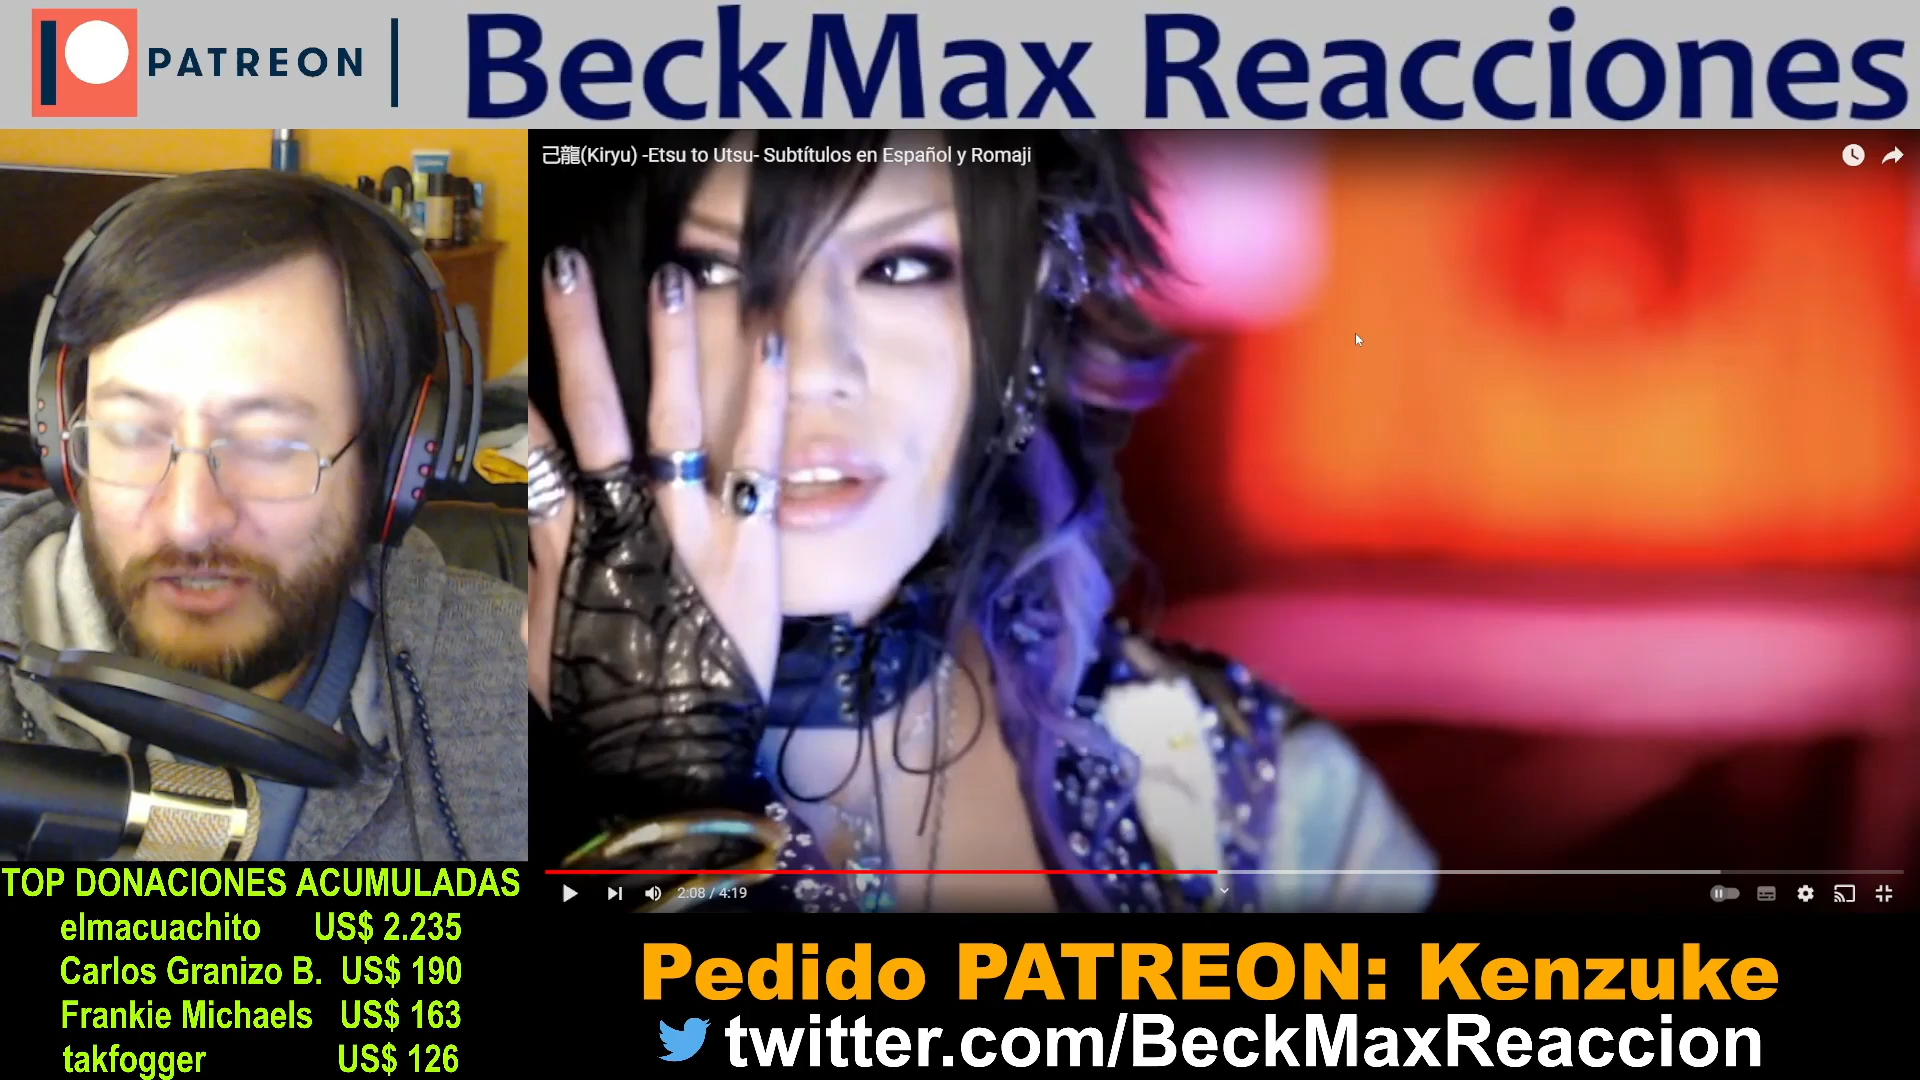 PATREON
BeckMax Reacciones
己龍(Kiryu) -Etsu to Utsu- Subtítulos en Español y Romaji
2:08 / 4:19
TOP DONACIONES ACUMULADAS
elmacuachito US$ 2.235
Carlos Granizo B. US$ 190
Frankie Michaels US$ 163
takfogger US$ 126
Pedido PATREON: Kenzuke
twitter.com/BeckMaxReaccion